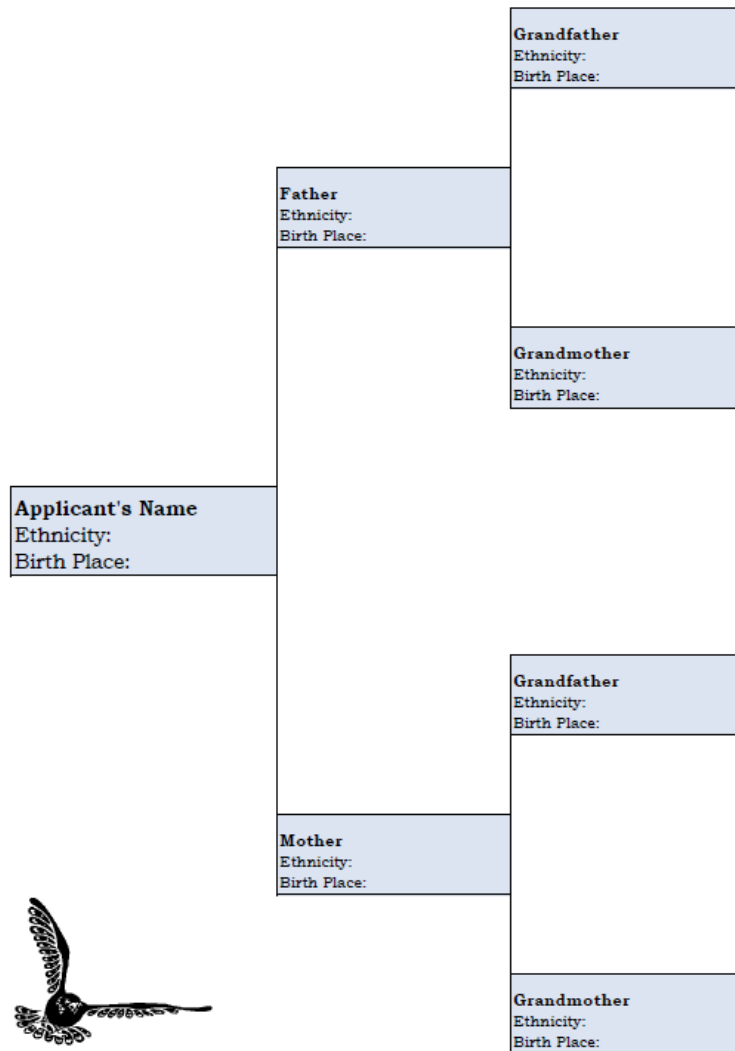 Grandfather
Ethnicity:
Birth Place:
Father
Ethnicity:
Birth Place:
Grandmother
Ethnicity:
Birth Place:
Applicant's Name
Ethnicity:
Birth Place:
Grandfather
Ethnicity:
Birth Place:
Mother
Ethnicity:
Birth Place:
Grandmother
Ethnicity:
Birth Place: